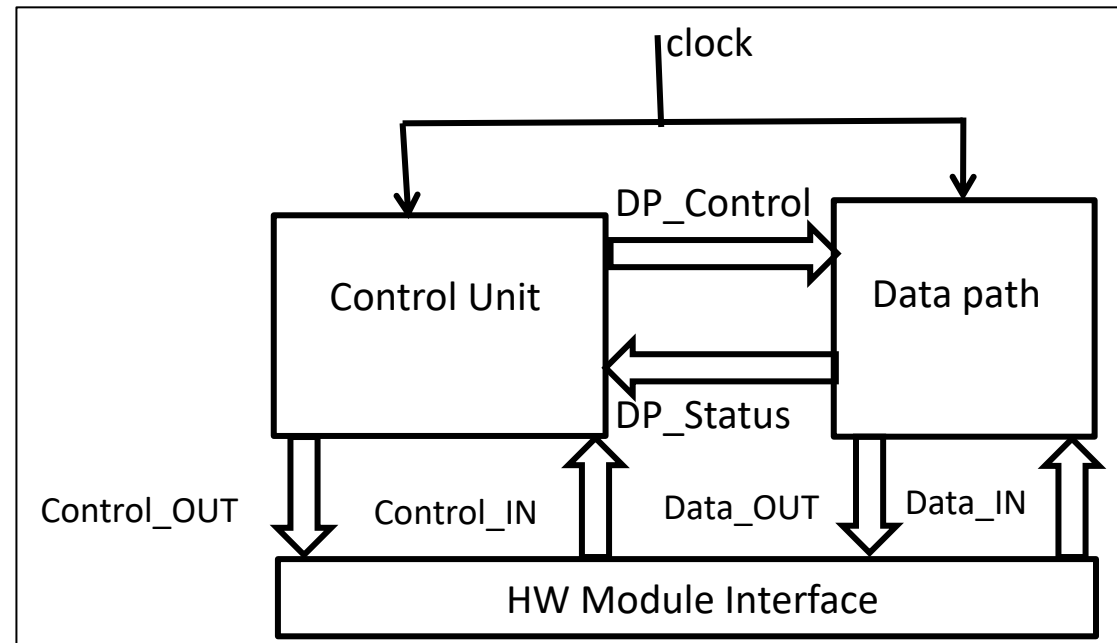 clock
DP_Control
Control Unit
Data path
DP_Status
Control_OUT
Control_IN
Data_OUT
Data_IN
HW Module Interface